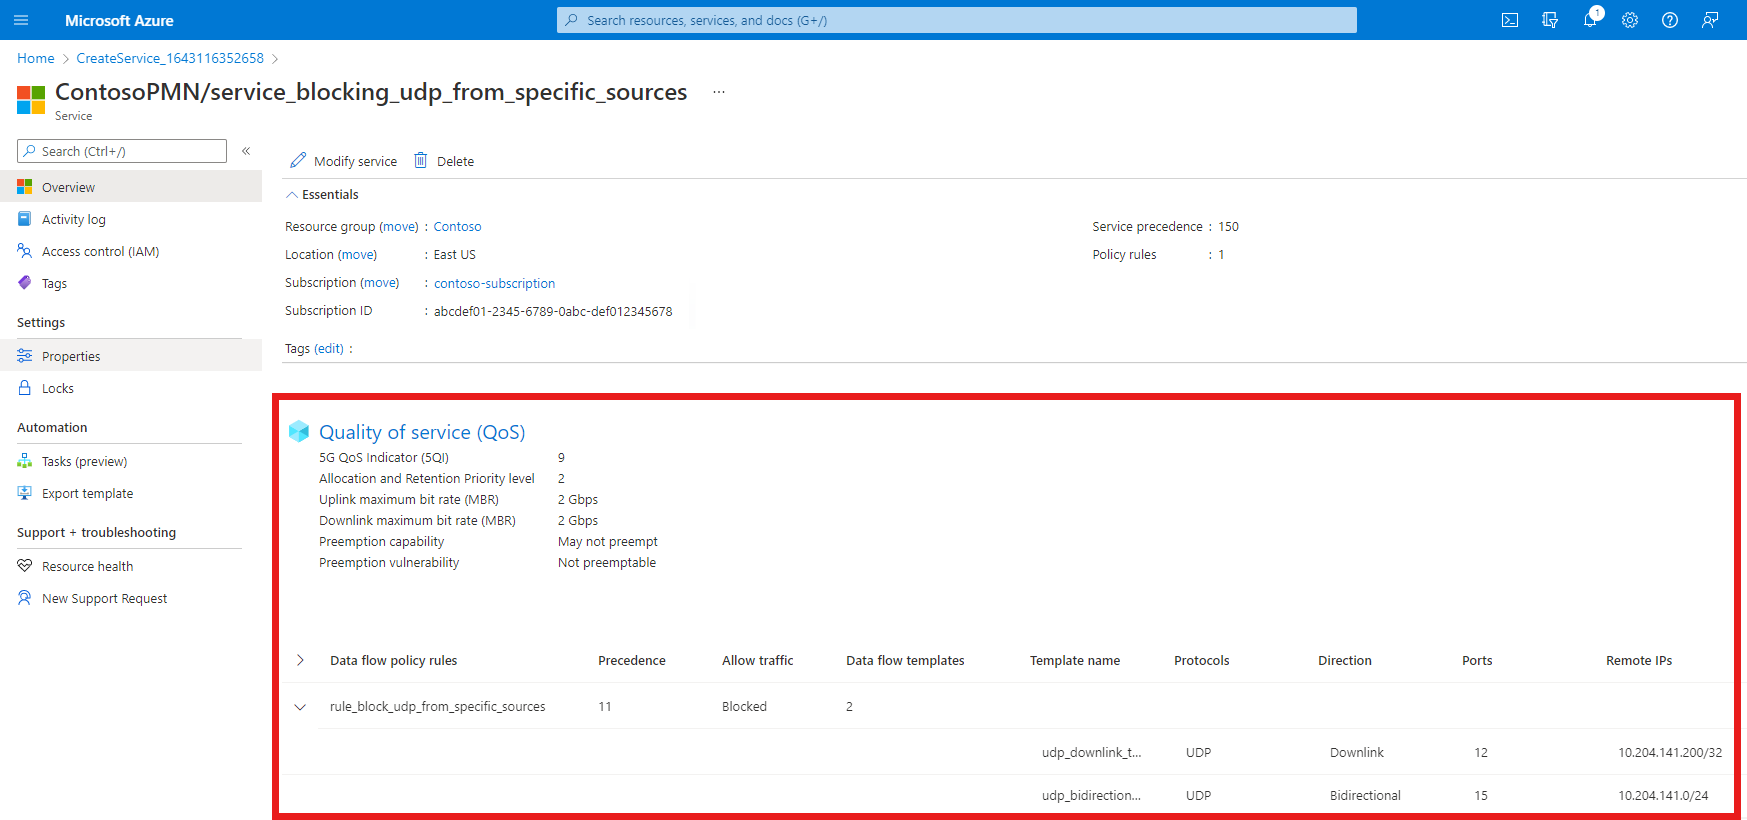 Microsoft Azure
Search resources, services, and docs (G+/)
1
Home > CreateService_1643116352658 >
ContosoPMN/service_blocking_udp_from_specific_sources ...
Service
Search (Ctrl+/) «
Overview
Activity log
Access control (IAM)
Tags
Settings
Properties
Locks
Automation
Tasks (preview)
Export template
Support + troubleshooting
Resource health
New Support Request
Modify service Delete
Essentials
Resource group (move) : Contoso
Location (move) : East US
Subscription (move) : contoso-subscription
Subscription ID : abcdef01-2345-6789-0abc-def012345678
Service precedence : 150
Policy rules : 1
Tags (edit) :
Quality of service (QoS)
5G QoS Indicator (5QI) 9
Allocation and Retention Priority level 2
Uplink maximum bit rate (MBR) 2 Gbps
Downlink maximum bit rate (MBR) 2 Gbps
Preemption capability May not preempt
Preemption vulnerability Not preemptable
Data flow policy rules Precedence Allow traffic Data flow templates Template name Protocols Direction Ports Remote IPs
rule_block_udp_from_specific_sources 11 Blocked 2
udp_downlink_t... UDP Downlink 12 10.204.141.200/32
udp_bidirection... UDP Bidirectional 15 10.204.141.0/24